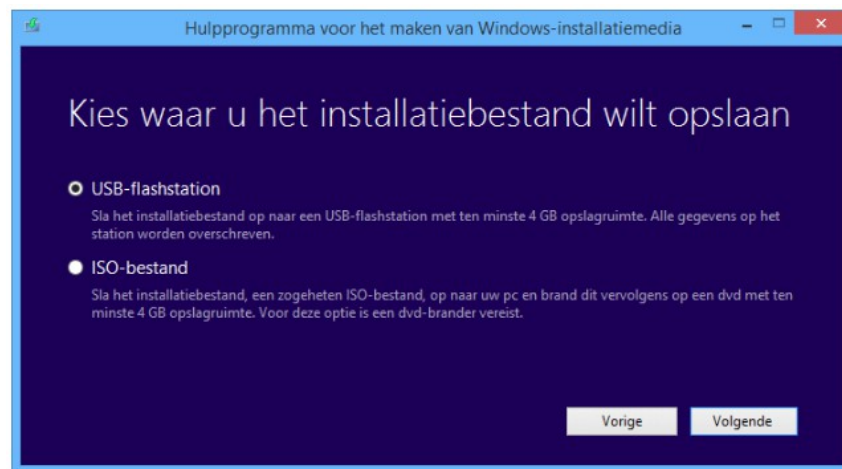 Hulpprogramma voor het maken van Windows-installatiemedia
Kies waar u het installatiebestand wilt opslaan
USB-flashstation
Sla het installatiebestand op naar een USB-flashstation met ten minste 4 GB opslagruimte. Alle gegevens op het
station worden overschreven.
ISO-bestand
Sla het installatiebestand, een zogeheten ISO-bestand, op naar uw pc en brand dit vervolgens op een dvd met ten
minste 4 GB opslagruimte. Voor deze optie is een dvd-brander vereist.
Vorige
Volgende